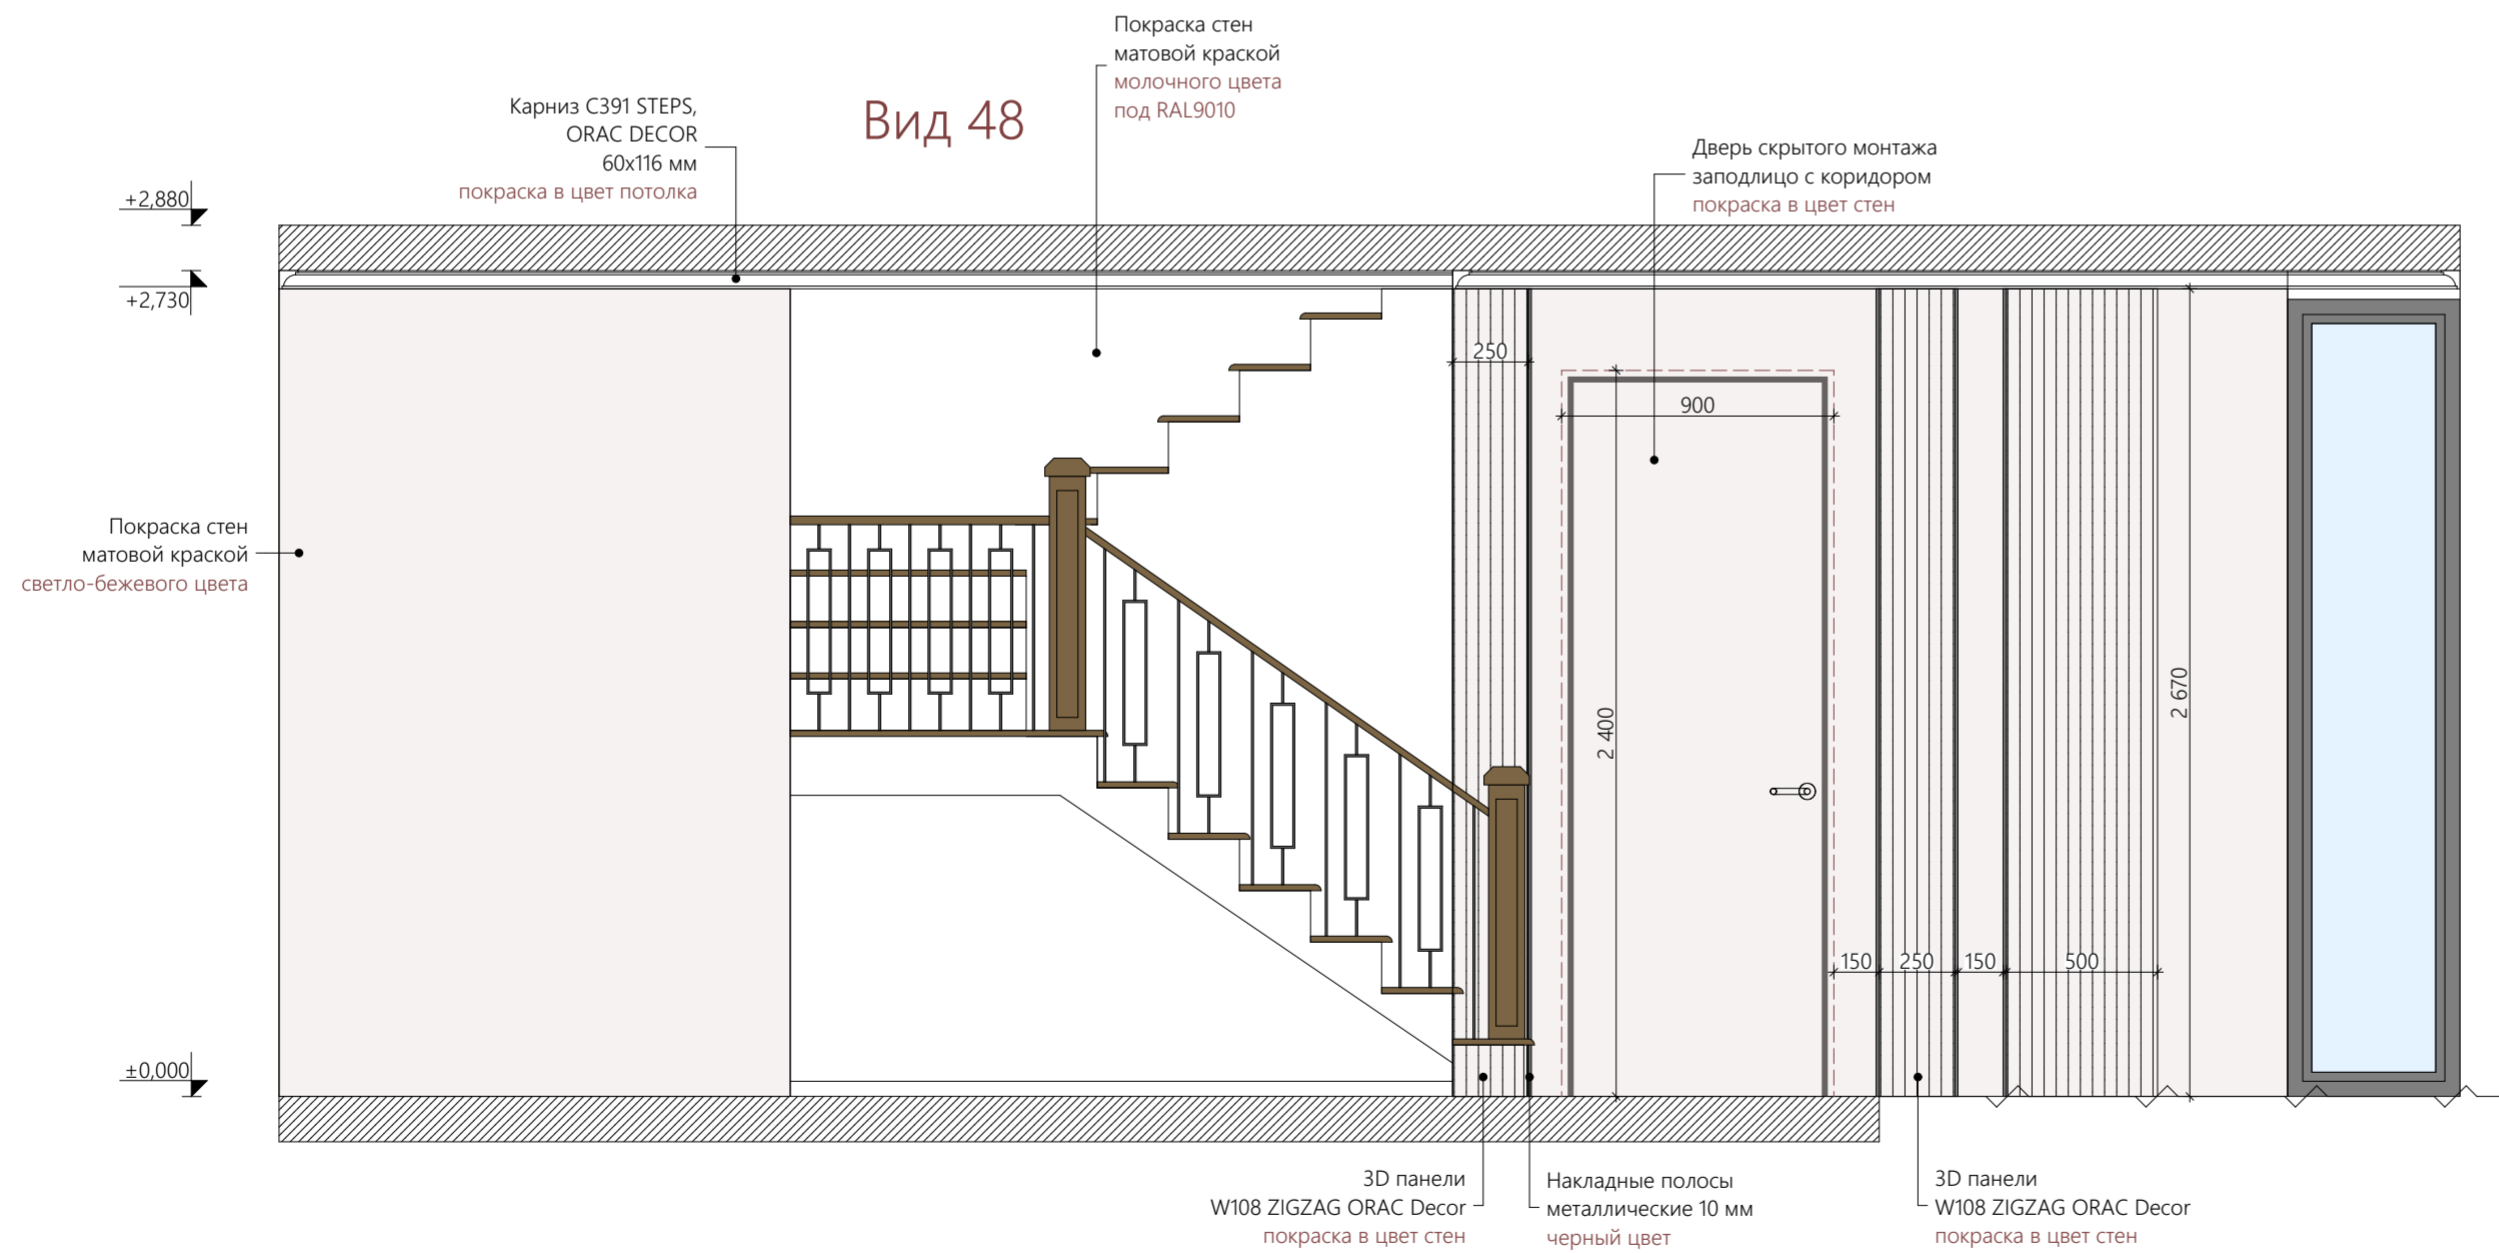 Покраска стен
матовой краской
молочного цвета
под RAL9010
Карниз C391 STEPS,
ORAC DECOR
60x116 мм
покраска в цвет потолка
Вид 48
Дверь скрытого монтажа
заподлицо с коридором
покраска в цвет стен
+2,880
+2,730
250
900
Покраска стен
матовой краской
светло-бежевого цвета
2 400
2 670
150
250
150
500
±0,000
3D панели
W108 ZIGZAG ORAC Decor
покраска в цвет стен
Накладные полосы
металлические 10 мм
черный цвет
3D панели
W108 ZIGZAG ORAC Decor
покраска в цвет стен